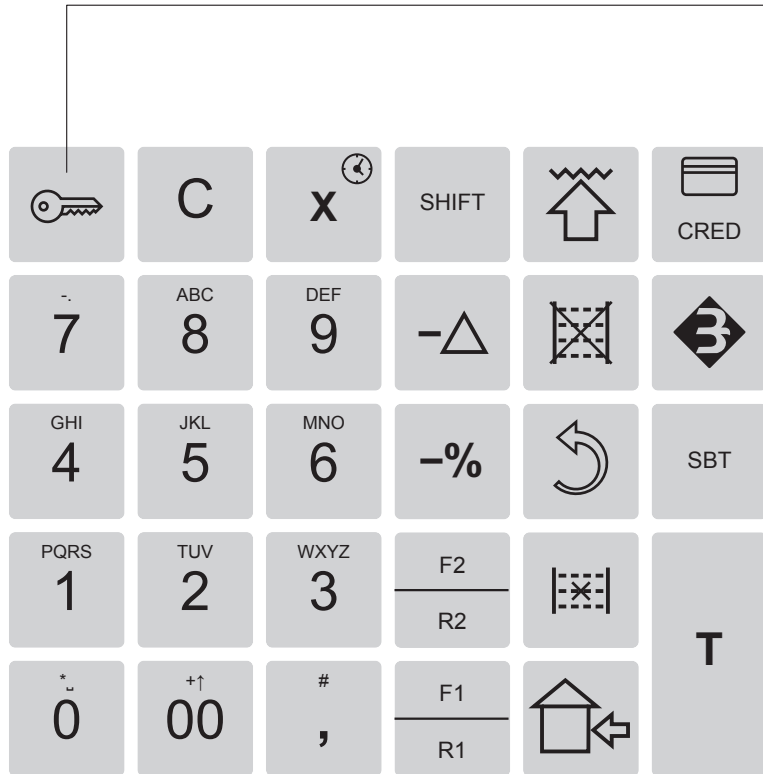 C
X
SHIFT
CRED
-.
7
ABC
8
DEF
9
–△
3
GHI
4
JKL
5
MNO
6
–%
SBT
PQRS
1
TUV
2
WXYZ
3
F2
R2
T
*␣
0
+↑
00
#
,
F1
R1